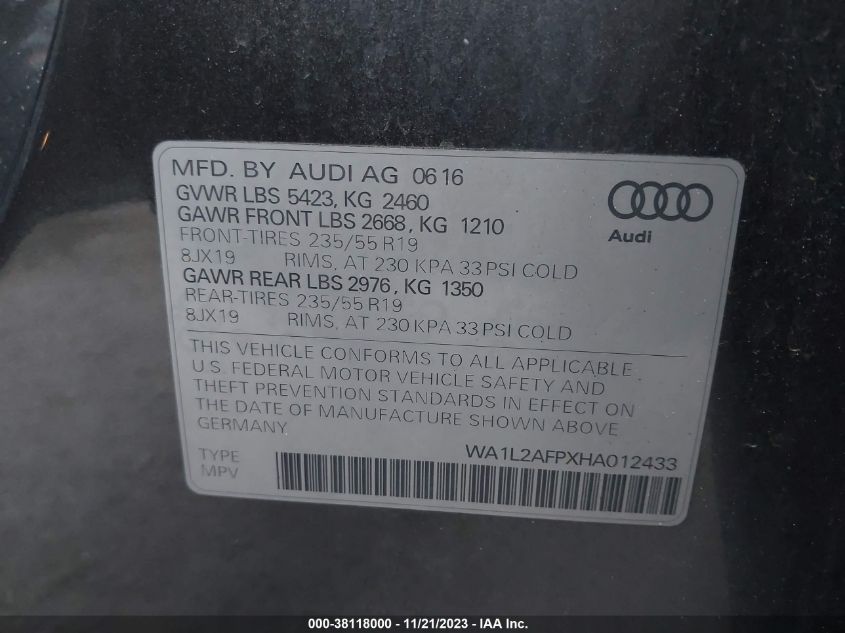 MFD. BY AUDI AG 0616
GVWR LBS 5423, KG 2460
GAWR FRONT LBS 2668, KG 1210
FRONT-TIRES 235/55 R19
8JX19 RIMS, AT 230 KPA 33 PSI COLD
GAWR REAR LBS 2976, KG 1350
REAR-TIRES 235/55 R19
8JX19 RIMS, AT 230 KPA 33 PSI COLD
Audi
THIS VEHICLE CONFORMS TO ALL APPLICABLE
U.S. FEDERAL MOTOR VEHICLE SAFETY AND
THEFT PREVENTION STANDARDS IN EFFECT ON
THE DATE OF MANUFACTURE SHOWN ABOVE
GERMANY
WA1L2AFPXHA012433
TYPE
MPV
000-38118000 - 11/21/2023 - IAAI.COM